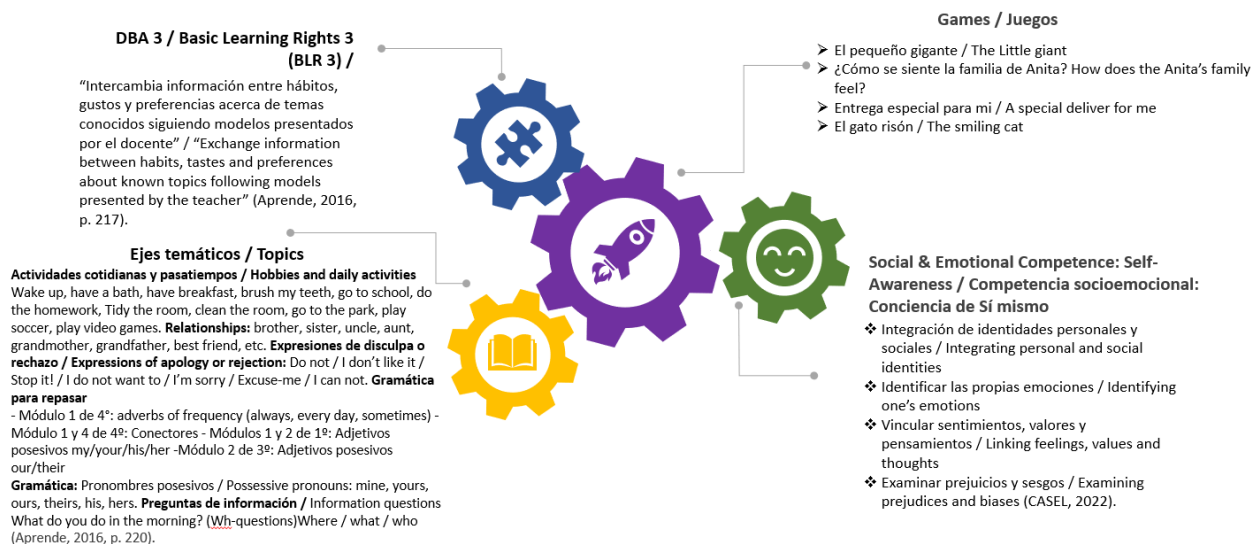 DBA 3 / Basic Learning Rights 3
(BLR 3) /
“Intercambia información entre hábitos,
gustos y preferencias acerca de temas
conocidos siguiendo modelos presentados
por el docente” / “Exchange information
between habits, tastes and preferences
about known topics following models
presented by the teacher” (Aprende, 2016,
p. 217).
Ejes temáticos / Topics
Actividades cotidianas y pasatiempos / Hobbies and daily activities
Wake up, have a bath, have breakfast, brush my teeth, go to school, do
the homework, Tidy the room, clean the room, go to the park, play
soccer, play video games. Relationships: brother, sister, uncle, aunt,
grandmother, grandfather, best friend, etc. Expresiones de disculpa o
rechazo / Expressions of apology or rejection: Do not / I don’t like it /
Stop it! / I do not want to / I’m sorry / Excuse-me / I can not. Gramática
para repasar
- Módulo 1 de 4°: adverbs of frequency (always, every day, sometimes) -
Módulo 1 y 4 de 4º: Conectores - Módulos 1 y 2 de 1º: Adjetivos
posesivos my/your/his/her -Módulo 2 de 3º: Adjetivos posesivos
our/their
Gramática: Pronombres posesivos / Possessive pronouns: mine, yours,
ours, theirs, his, hers. Preguntas de información / Information questions
What do you do in the morning? (Wh-questions)Where / what / who
(Aprende, 2016, p. 220).
Games / Juegos
➢ El pequeño gigante / The Little giant
➢ ¿Cómo se siente la familia de Anita? How does the Anita’s family
feel?
➢ Entrega especial para mi / A special deliver for me
➢ El gato risón / The smiling cat
Social & Emotional Competence: Self-
Awareness / Competencia socioemocional:
Conciencia de Sí mismo
❖ Integración de identidades personales y
sociales / Integrating personal and social
identities
❖ Identificar las propias emociones / Identifying
one’s emotions
❖ Vincular sentimientos, valores y
pensamientos / Linking feelings, values and
thoughts
❖ Examinar prejuicios y sesgos / Examining
prejudices and biases (CASEL, 2022).